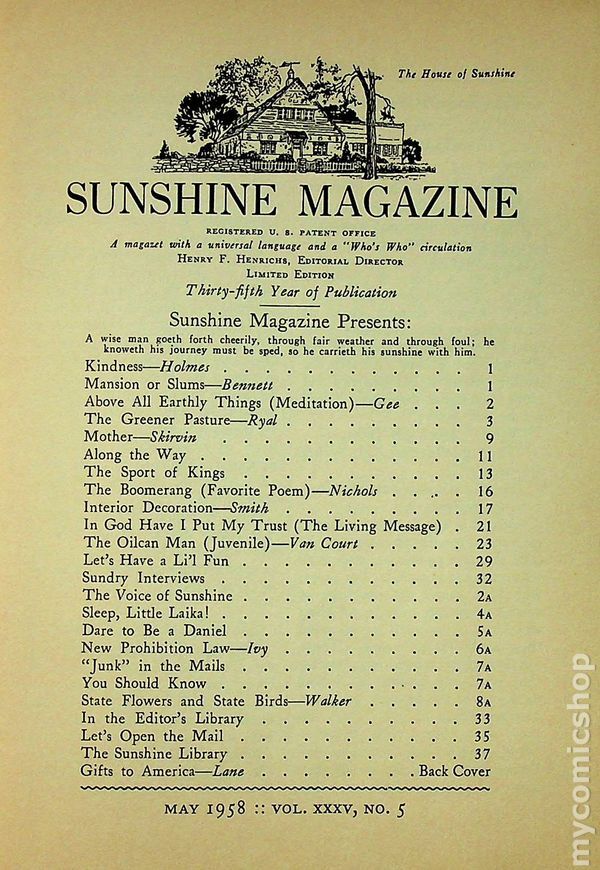 The House of Sunshine
SUNSHINE MAGAZINE
REGISTERED U. S. PATENT OFFICE
A magazet with a universal language and a "Who's Who" circulation
HENRY F. HENRICHS, EDITORIAL DIRECTOR
LIMITED EDITION
Thirty-fifth Year of Publication
Sunshine Magazine Presents:
A wise man goeth forth cheerily, through fair weather and through foul; he
knoweth his journey must be sped, so he carrieth his sunshine with him.
Kindness—Holmes . . . . . . . . . . . 1
Mansion or Slums—Bennett . . . . . . . . 1
Above All Earthly Things (Meditation)—Gee . . . 2
The Greener Pasture—Ryal . . . . . . . . 3
Mother—Skirvin . . . . . . . . . . . 9
Along the Way . . . . . . . . . . . . 11
The Sport of Kings . . . . . . . . . . 13
The Boomerang (Favorite Poem)—Nichols . . . . 16
Interior Decoration—Smith . . . . . . . . 17
In God Have I Put My Trust (The Living Message) . 21
The Oilcan Man (Juvenile)—Van Court . . . . . 23
Let's Have a Li'l Fun . . . . . . . . . . 29
Sundry Interviews . . . . . . . . . . . 32
The Voice of Sunshine . . . . . . . . . . 2A
Sleep, Little Laika! . . . . . . . . . . . 4A
Dare to Be a Daniel . . . . . . . . . . 5A
New Prohibition Law—Ivy . . . . . . . . 6A
"Junk" in the Mails . . . . . . . . . . 7A
You Should Know . . . . . . . . . . . 7A
State Flowers and State Birds—Walker . . . . . 8A
In the Editor's Library . . . . . . . . . 33
Let's Open the Mail . . . . . . . . . . 35
The Sunshine Library . . . . . . . . . . 37
Gifts to America—Lane . . . . . . . . Back Cover
MAY 1958 :: VOL. XXXV, NO. 5
mycomicshop